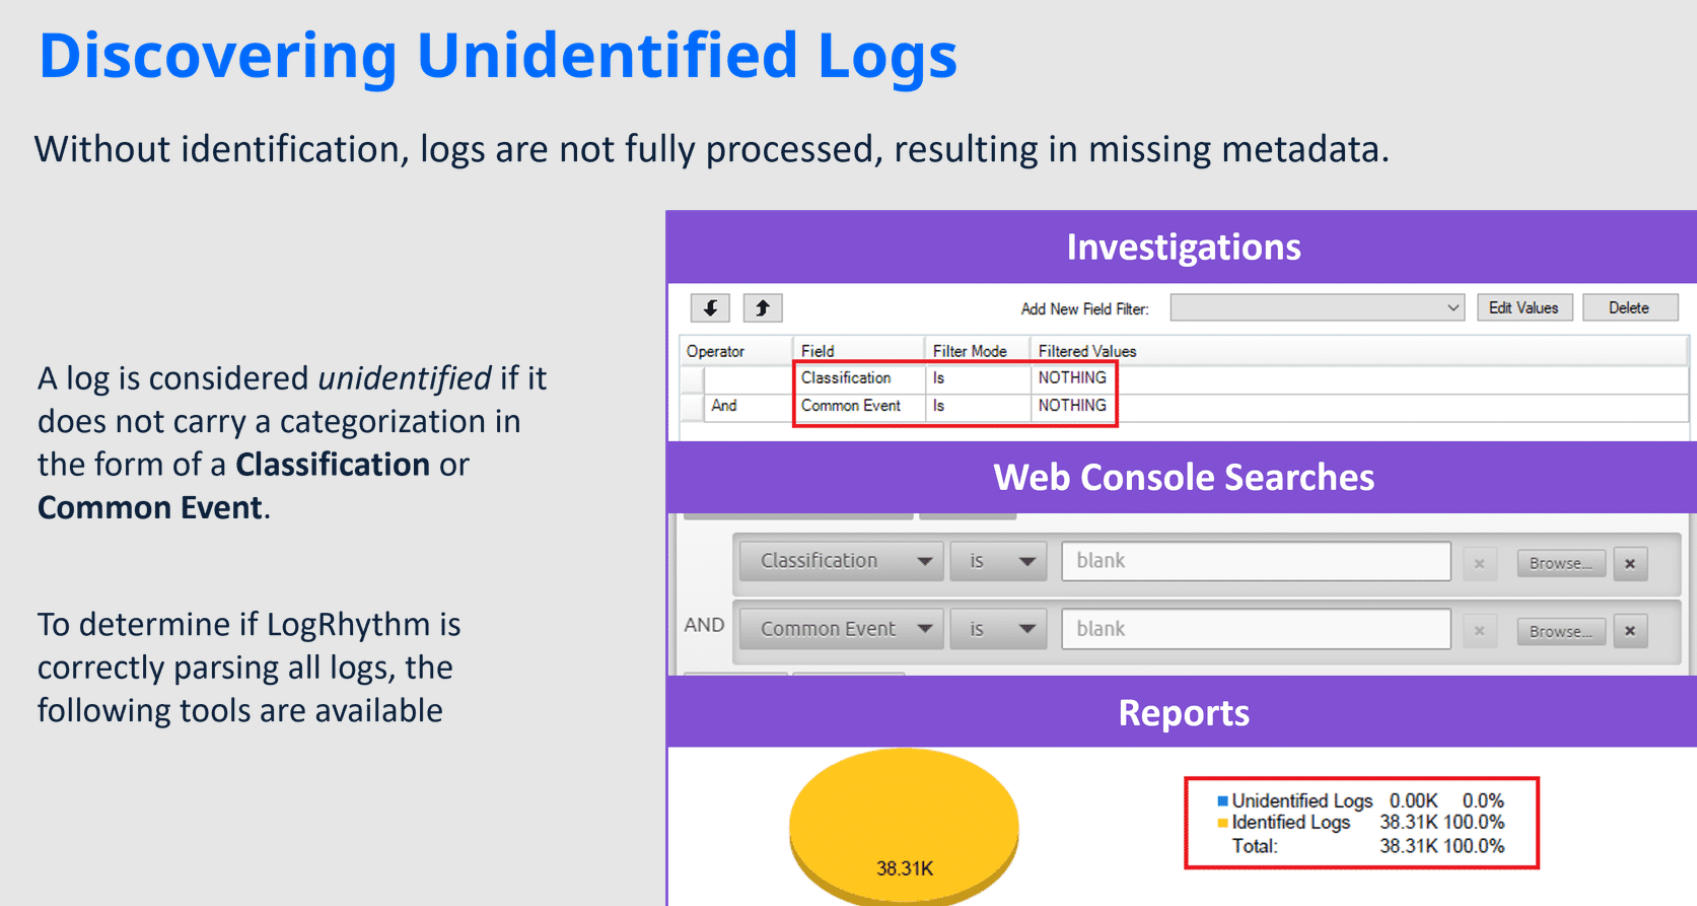 Discovering Unidentified Logs
Without identification, logs are not fully processed, resulting in missing metadata.
A log is considered unidentified if it
does not carry a categorization in
the form of a Classification or
Common Event.
To determine if LogRhythm is
correctly parsing all logs, the
following tools are available
Investigations
Add New Field Filter: Edit Values Delete
Operator Field Filter Mode Filtered Values
Classification Is NOTHING
And Common Event Is NOTHING
Web Console Searches
Classification is blank Browse...
AND Common Event is blank Browse...
Reports
38.31K
Unidentified Logs 0.00K 0.0%
Identified Logs 38.31K 100.0%
Total: 38.31K 100.0%